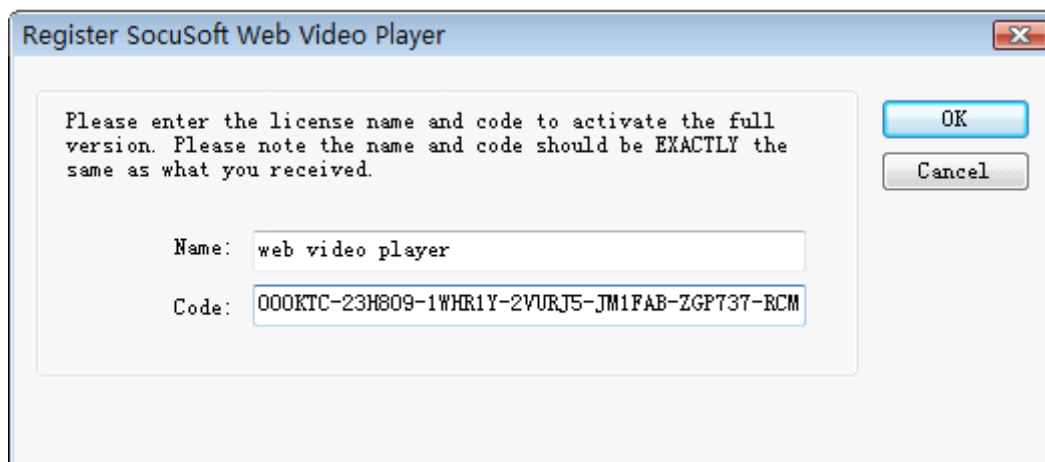 Register SocuSoft Web Video Player
Please enter the license name and code to activate the full
version. Please note the name and code should be EXACTLY the
same as what you received.
OK
Cancel
Name: web video player
Code: 000KTC-23H809-1WHR1Y-2VURJ5-JM1FAB-ZGP737-RCM